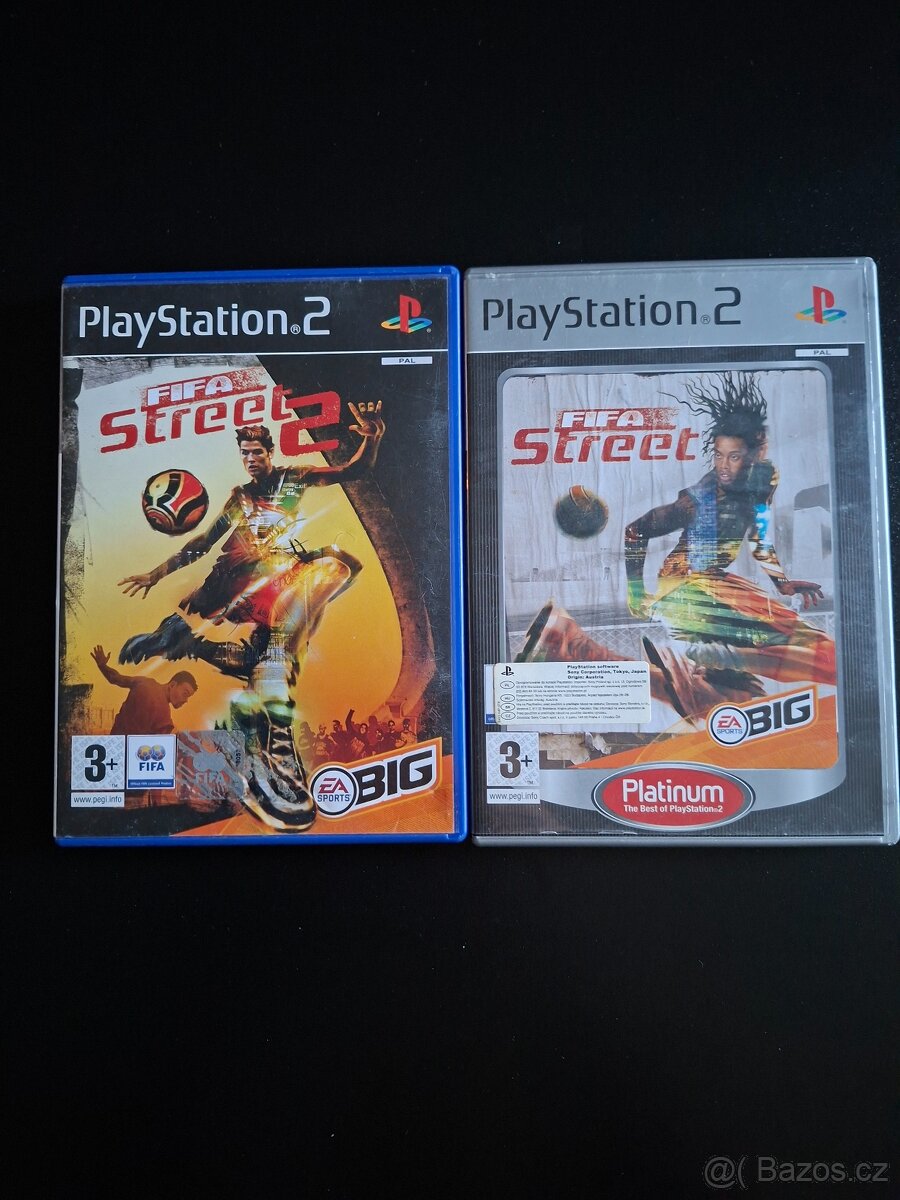 PlayStation®2
PAL
FIFA
Street 2
3+
www.pegi.info
FIFA
EA
SPORTS
BIG
PlayStation®2
PAL
FIFA
Street
PlayStation software
Sony Corporation, Tokyo, Japan
Origin: Austria
3+
www.pegi.info
EA
SPORTS
BIG
Platinum
The Best of PlayStation®2
@( Bazos.cz